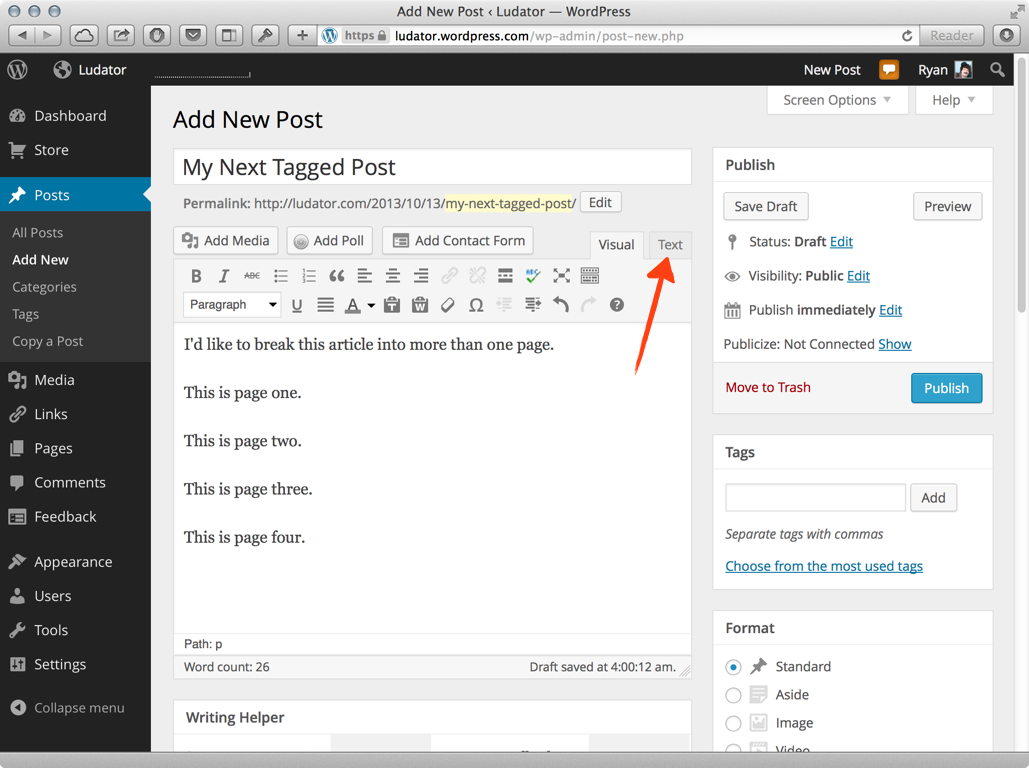 Add New Post ‹ Ludator — WordPress
https ludator.wordpress.com/wp-admin/post-new.php Reader
Ludator New Post Ryan
Screen Options Help
Dashboard
Store
Posts
All Posts
Add New
Categories
Tags
Copy a Post
Media
Links
Pages
Comments
Feedback
Appearance
Users
Tools
Settings
Collapse menu
Add New Post
My Next Tagged Post
Permalink: http://ludator.com/2013/10/13/my-next-tagged-post/ Edit
Add Media Add Poll Add Contact Form Visual Text
B I ABC
Paragraph U A T W Ω ?
I'd like to break this article into more than one page.
This is page one.
This is page two.
This is page three.
This is page four.
Path: p
Word count: 26 Draft saved at 4:00:12 am.
Writing Helper
Publish
Save Draft Preview
Status: Draft Edit
Visibility: Public Edit
Publish immediately Edit
Publicize: Not Connected Show
Move to Trash Publish
Tags
Add
Separate tags with commas
Choose from the most used tags
Format
Standard
Aside
Image
Video